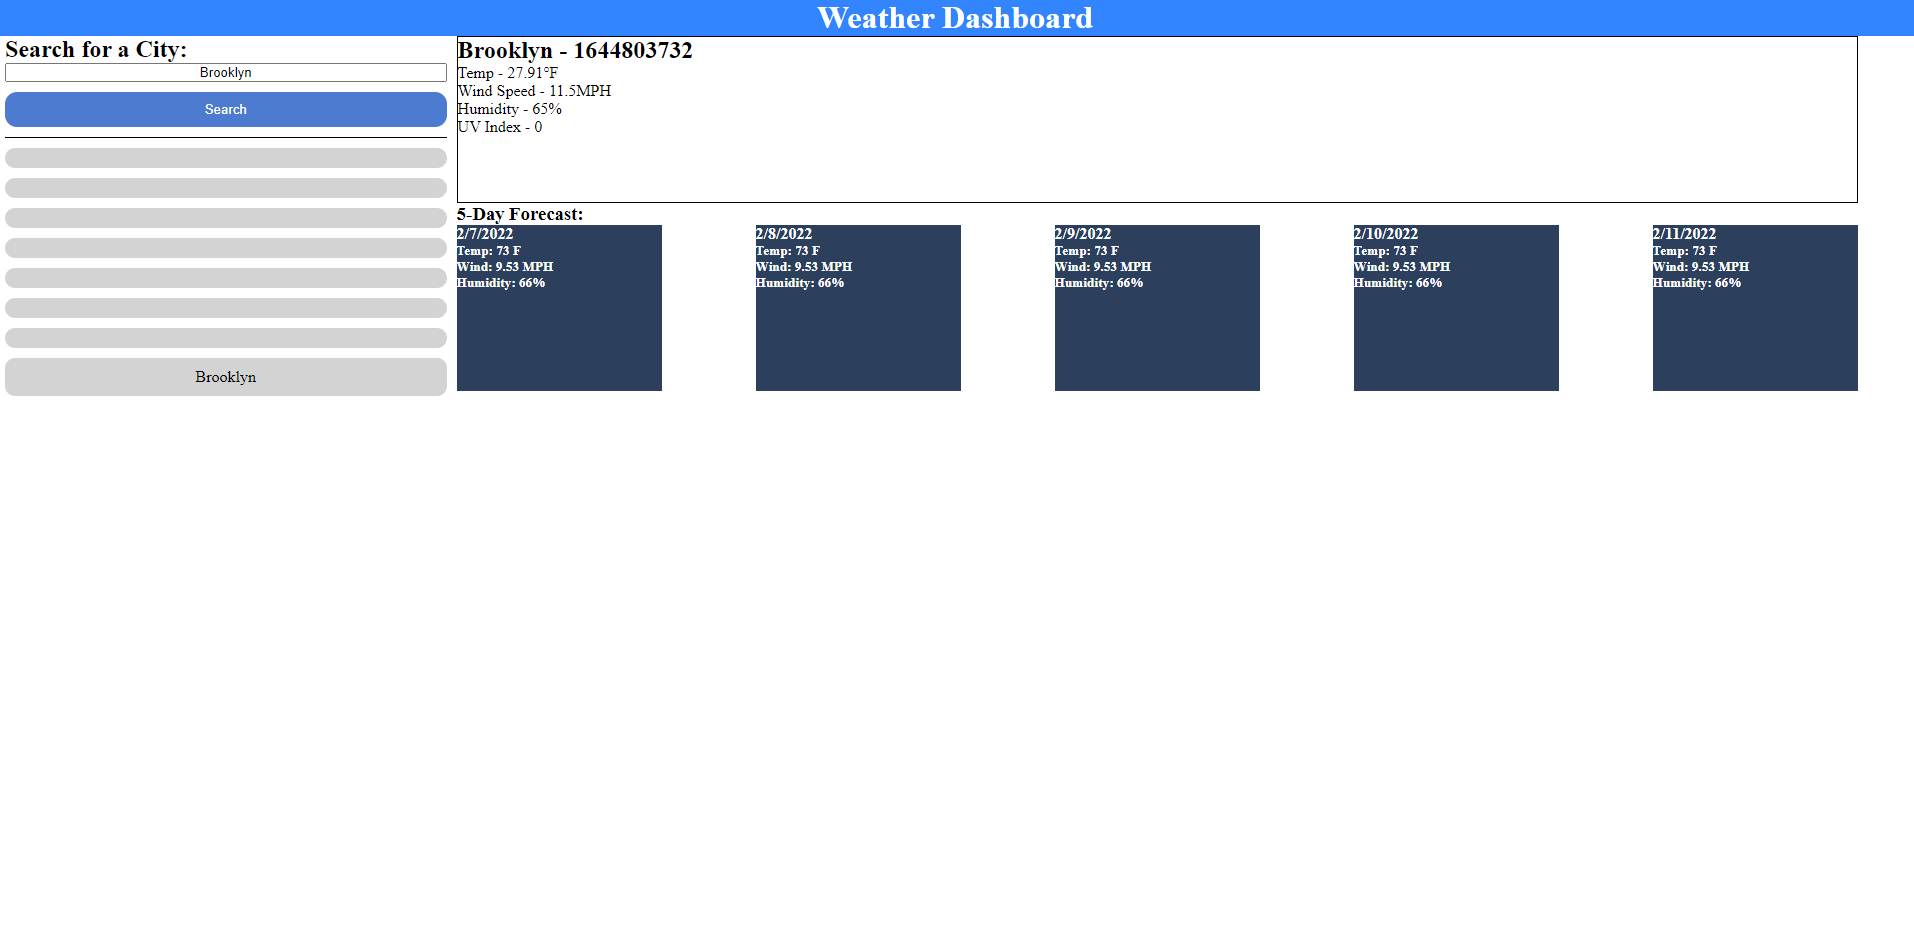 Weather Dashboard
Search for a City:
Brooklyn
Search
Brooklyn
Brooklyn - 1644803732
Temp - 27.91°F
Wind Speed - 11.5MPH
Humidity - 65%
UV Index - 0
5-Day Forecast:
2/7/2022
Temp: 73 F
Wind: 9.53 MPH
Humidity: 66%
2/8/2022
Temp: 73 F
Wind: 9.53 MPH
Humidity: 66%
2/9/2022
Temp: 73 F
Wind: 9.53 MPH
Humidity: 66%
2/10/2022
Temp: 73 F
Wind: 9.53 MPH
Humidity: 66%
2/11/2022
Temp: 73 F
Wind: 9.53 MPH
Humidity: 66%